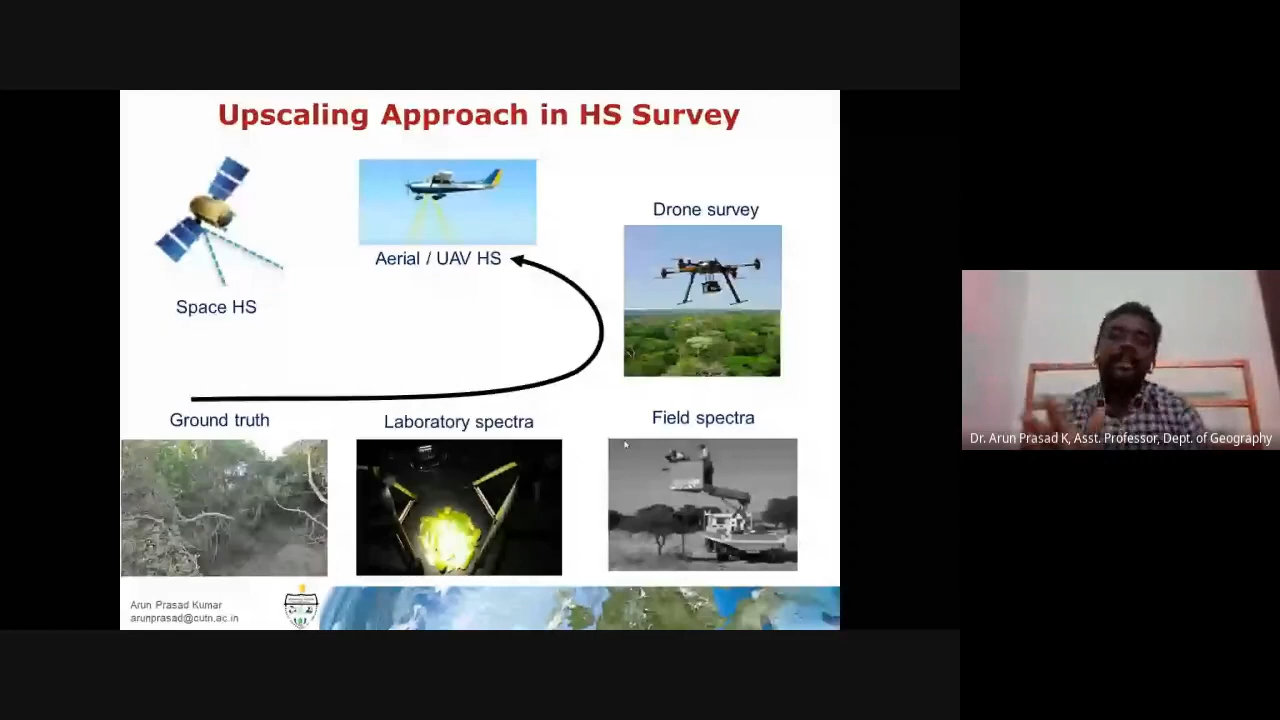 Upscaling Approach in HS Survey
Drone survey
Aerial / UAV HS
Space HS
Ground truth
Laboratory spectra
Field spectra
Arun Prasad Kumar
arunprasad@cutn.ac.in
Dr. Arun Prasad K, Asst. Professor, Dept. of Geography